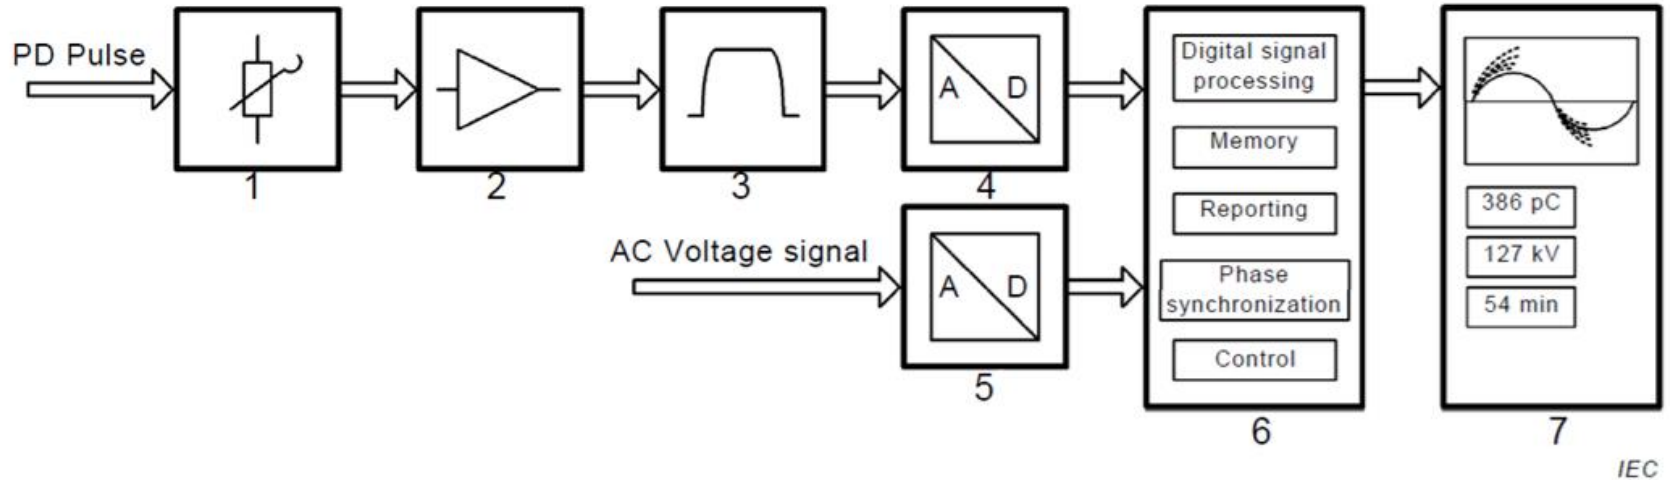 PD Pulse
1
2
3
A D
4
AC Voltage signal
A D
5
Digital signal
processing
Memory
Reporting
Phase
synchronization
Control
6
386 pC
127 kV
54 min
7
IEC